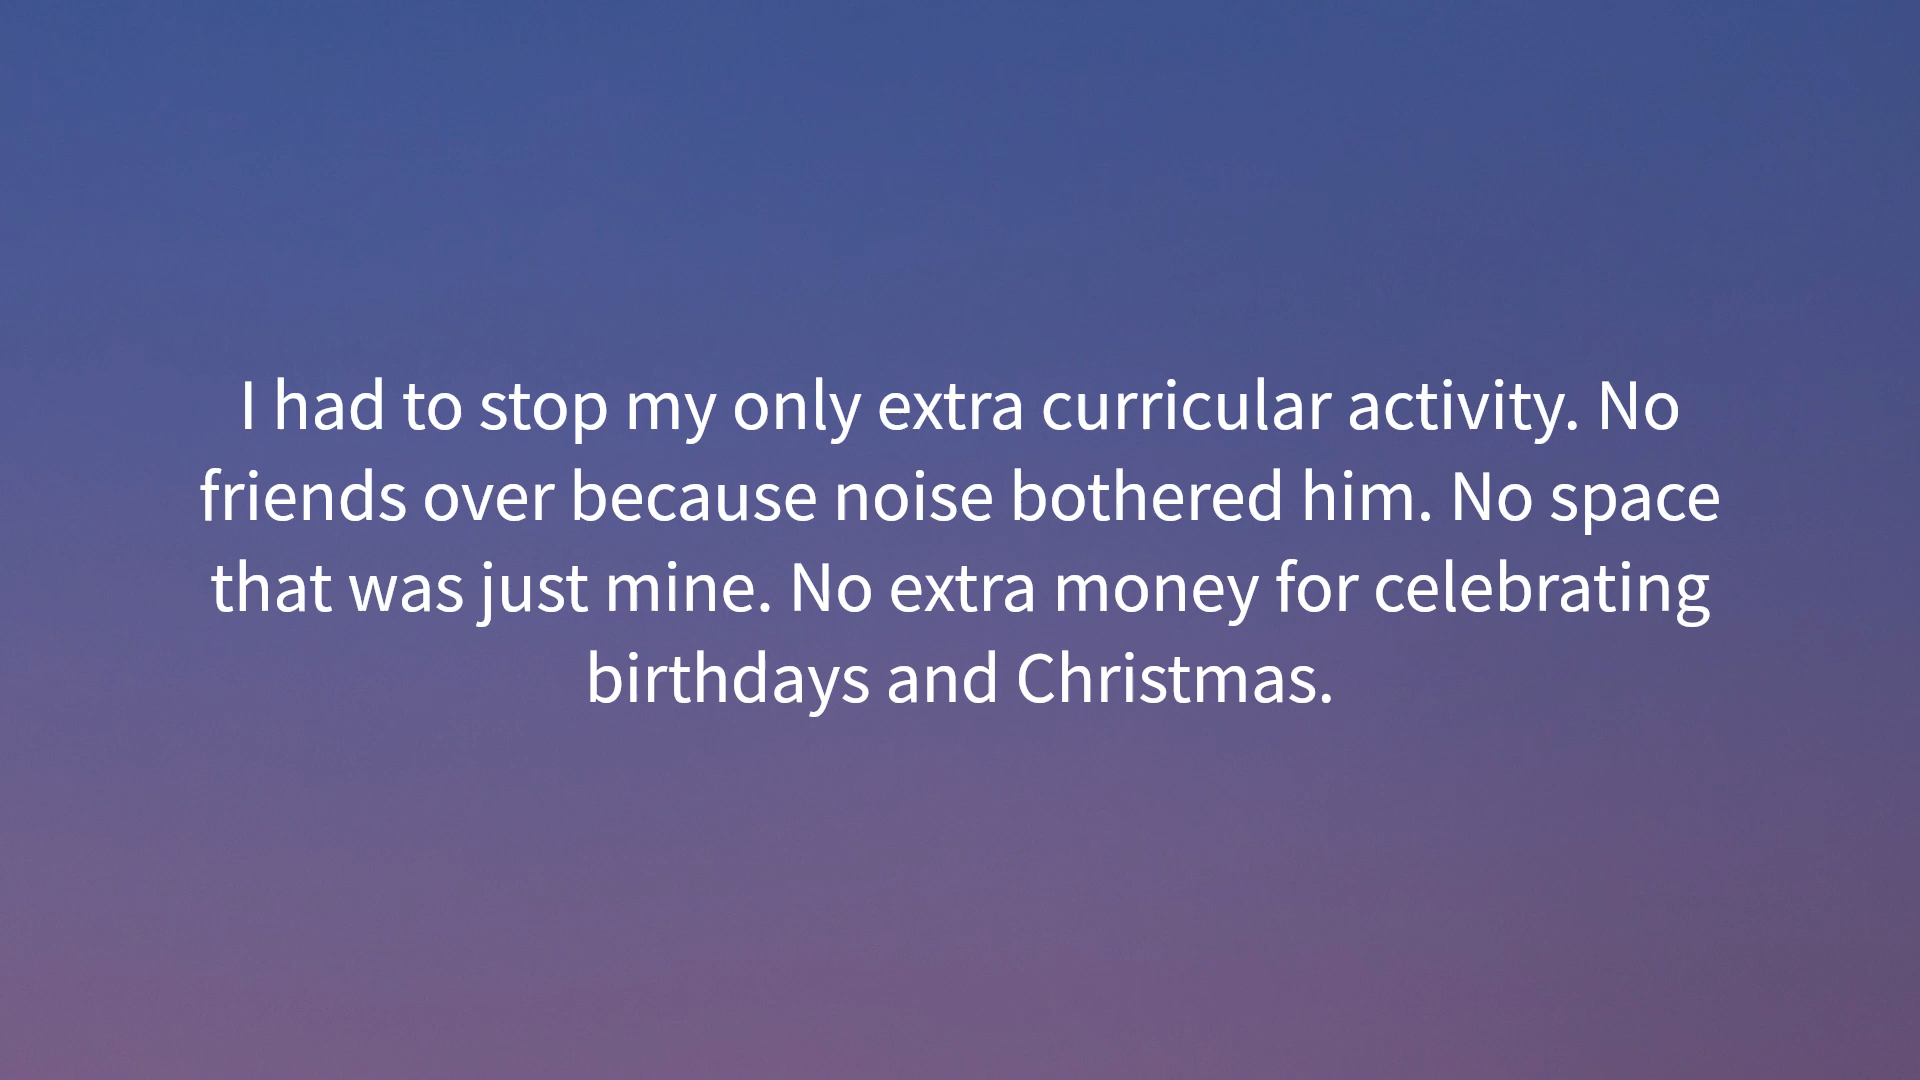 I had to stop my only extra curricular activity. No
friends over because noise bothered him. No space
that was just mine. No extra money for celebrating
birthdays and Christmas.